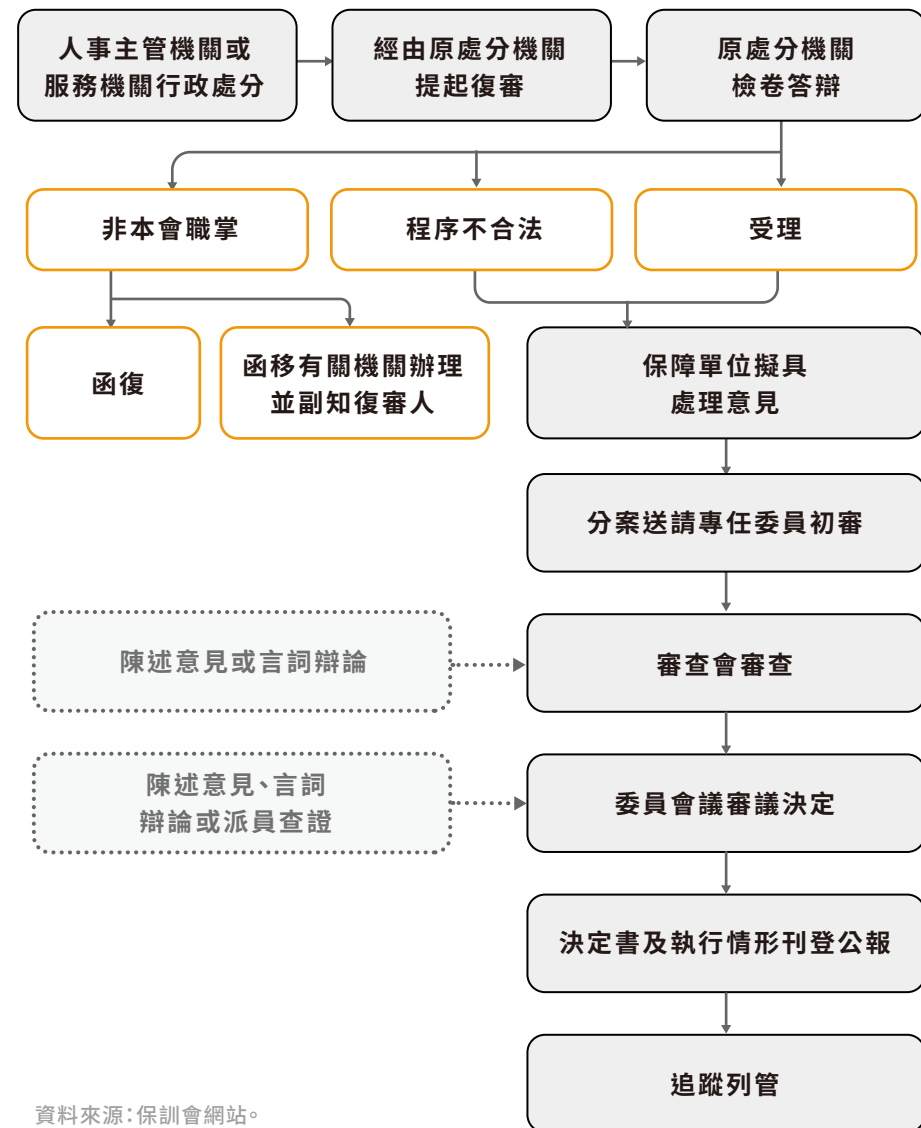 人事主管機關或
服務機關行政處分
經由原處分機關
提起復審
原處分機關
檢卷答辯
非本會職掌
程序不合法
受理
函復
函移有關機關辦理
並副知復審人
保障單位擬具
處理意見
分案送請專任委員初審
陳述意見或言詞辯論
審查會審查
陳述意見、言詞
辯論或派員查證
委員會議審議決定
決定書及執行情形刊登公報
追蹤列管
資料來源：保訓會網站。